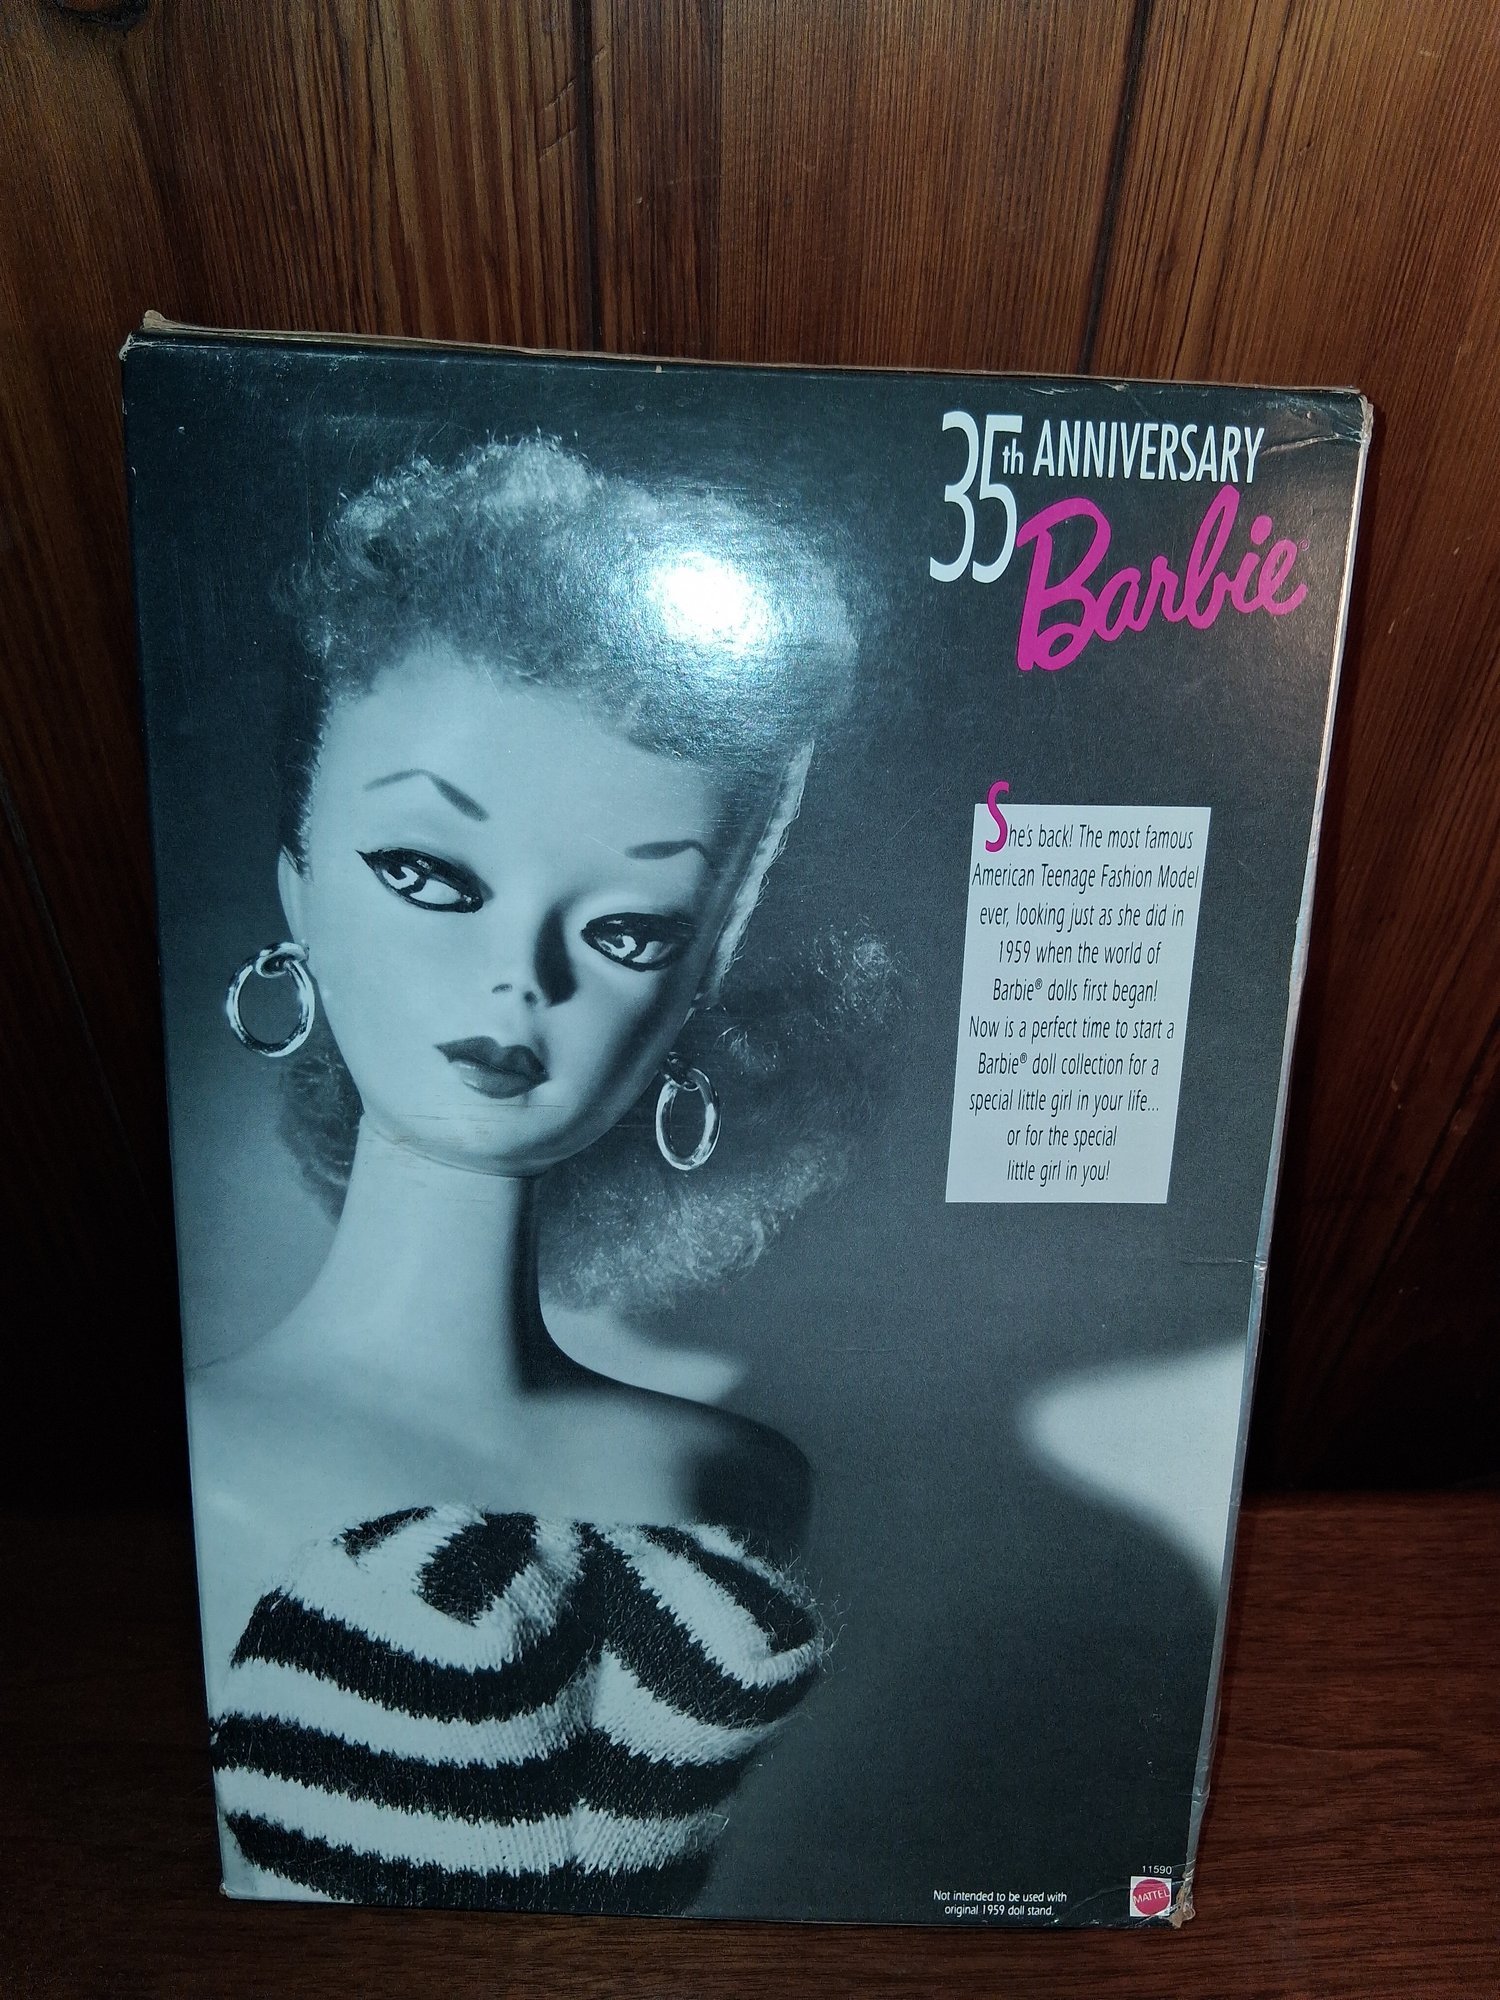 35th ANNIVERSARY
Barbie®
She's back! The most famous
American Teenage Fashion Model
ever, looking just as she did in
1959 when the world of
Barbie® dolls first began!
Now is a perfect time to start a
Barbie® doll collection for a
special little girl in your life...
or for the special
little girl in you!
11590
Not intended to be used with
original 1959 doll stand.
MATTEL